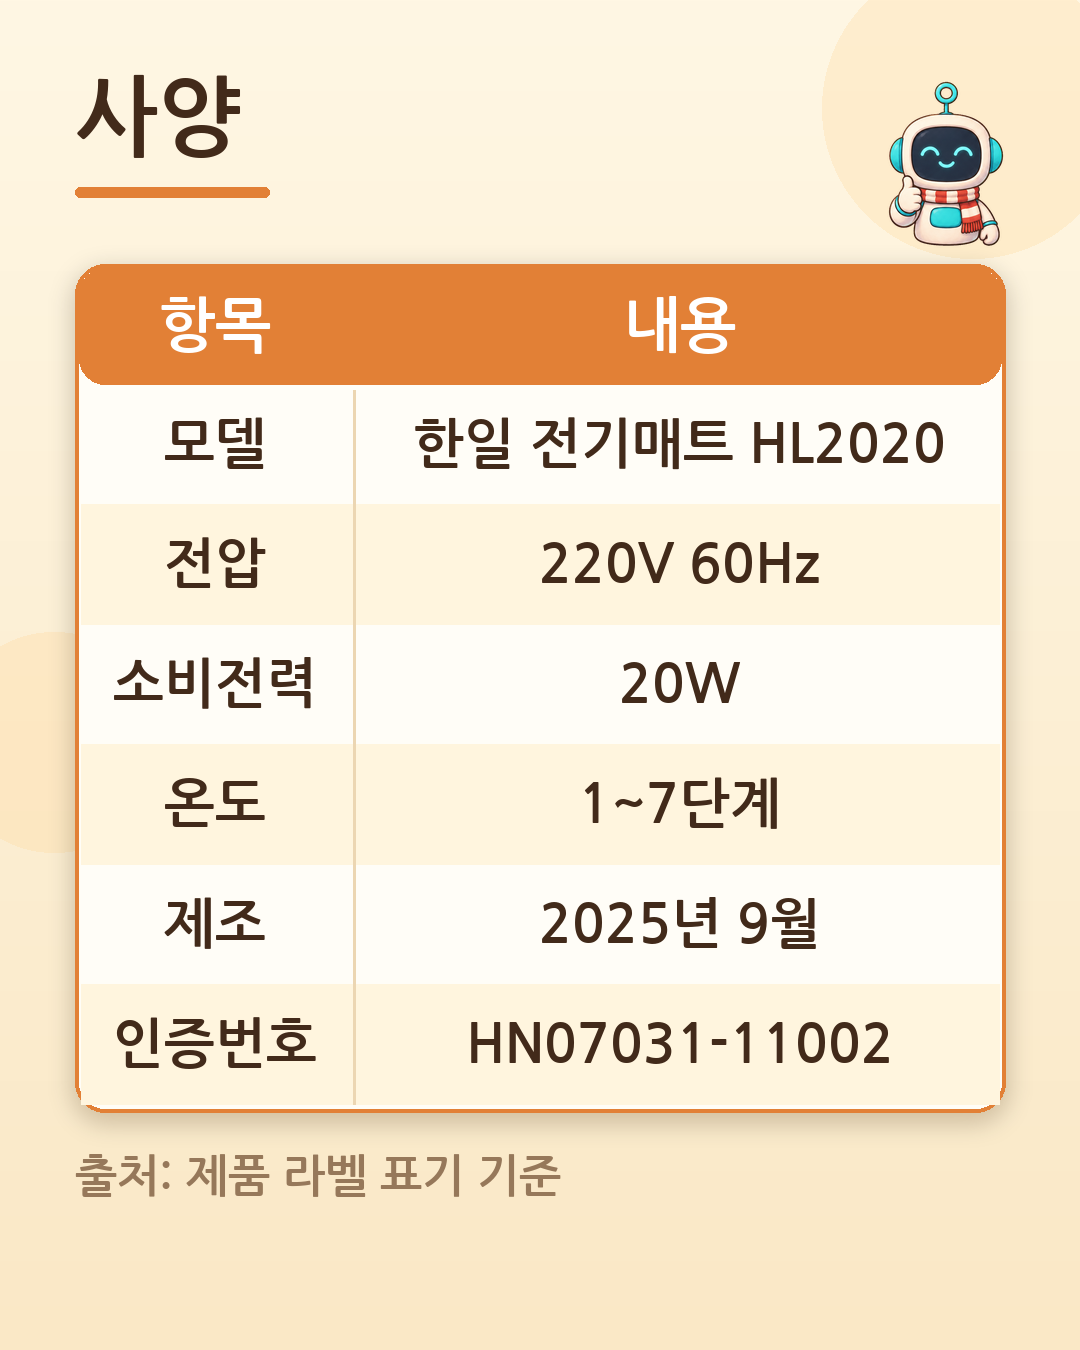 사양
항목 내용
모델 한일 전기매트 HL2020
전압 220V 60Hz
소비전력 20W
온도 1~7단계
제조 2025년 9월
인증번호 HN07031-11002
출처: 제품 라벨 표기 기준